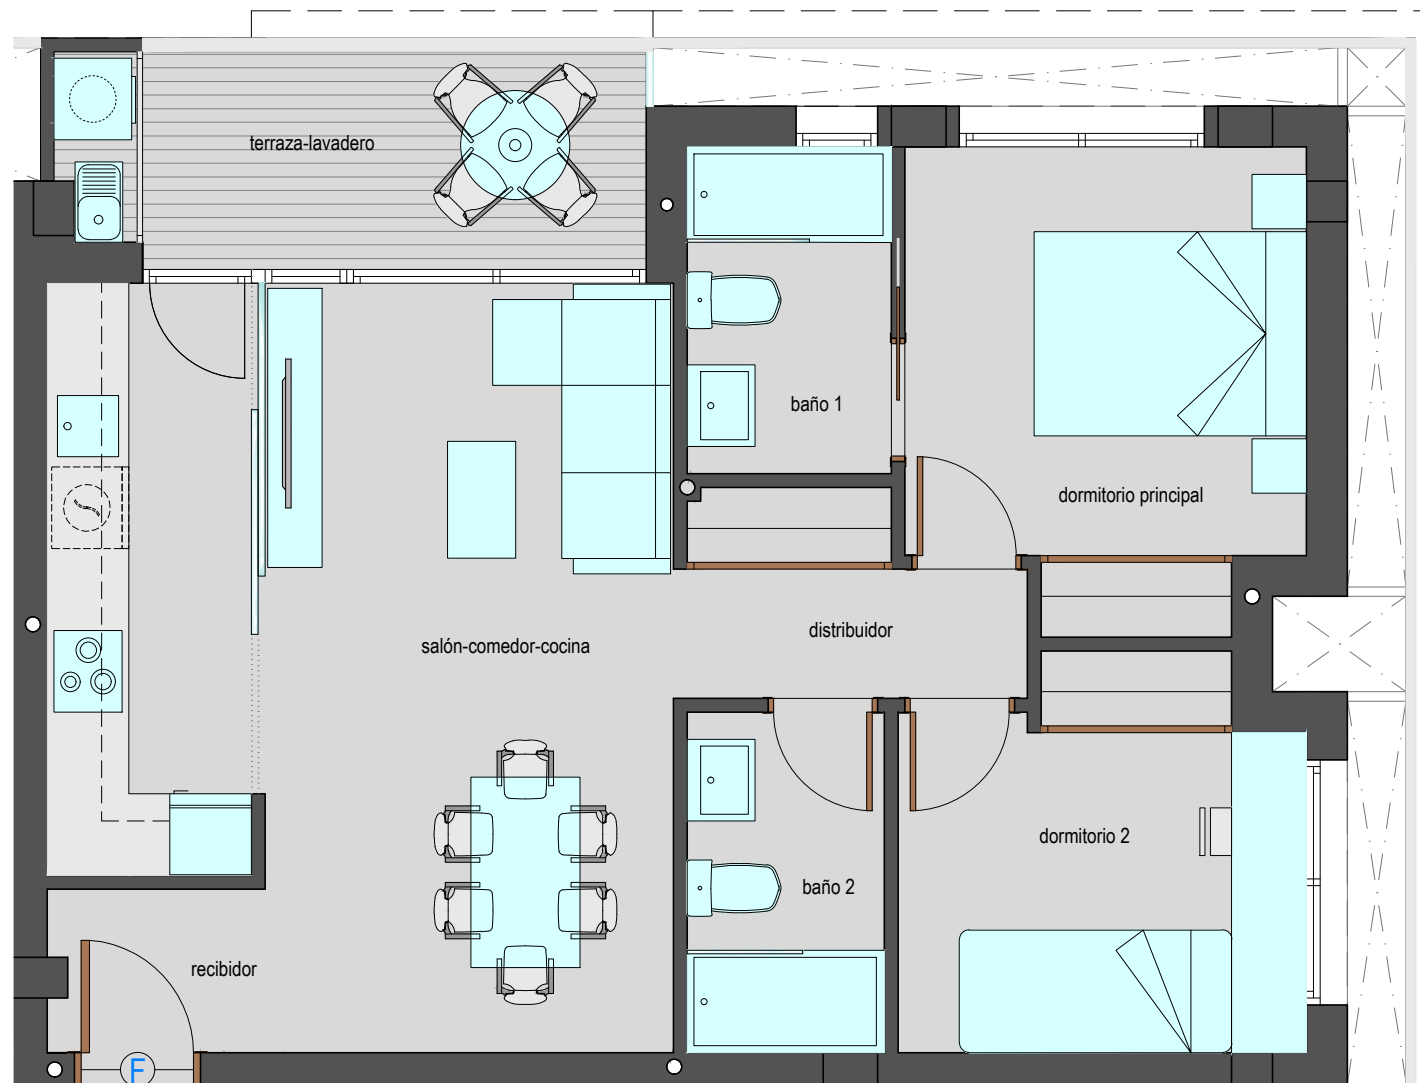 terraza-lavadero
baño 1
dormitorio principal
distribuidor
salón-comedor-cocina
dormitorio 2
baño 2
recibidor
F